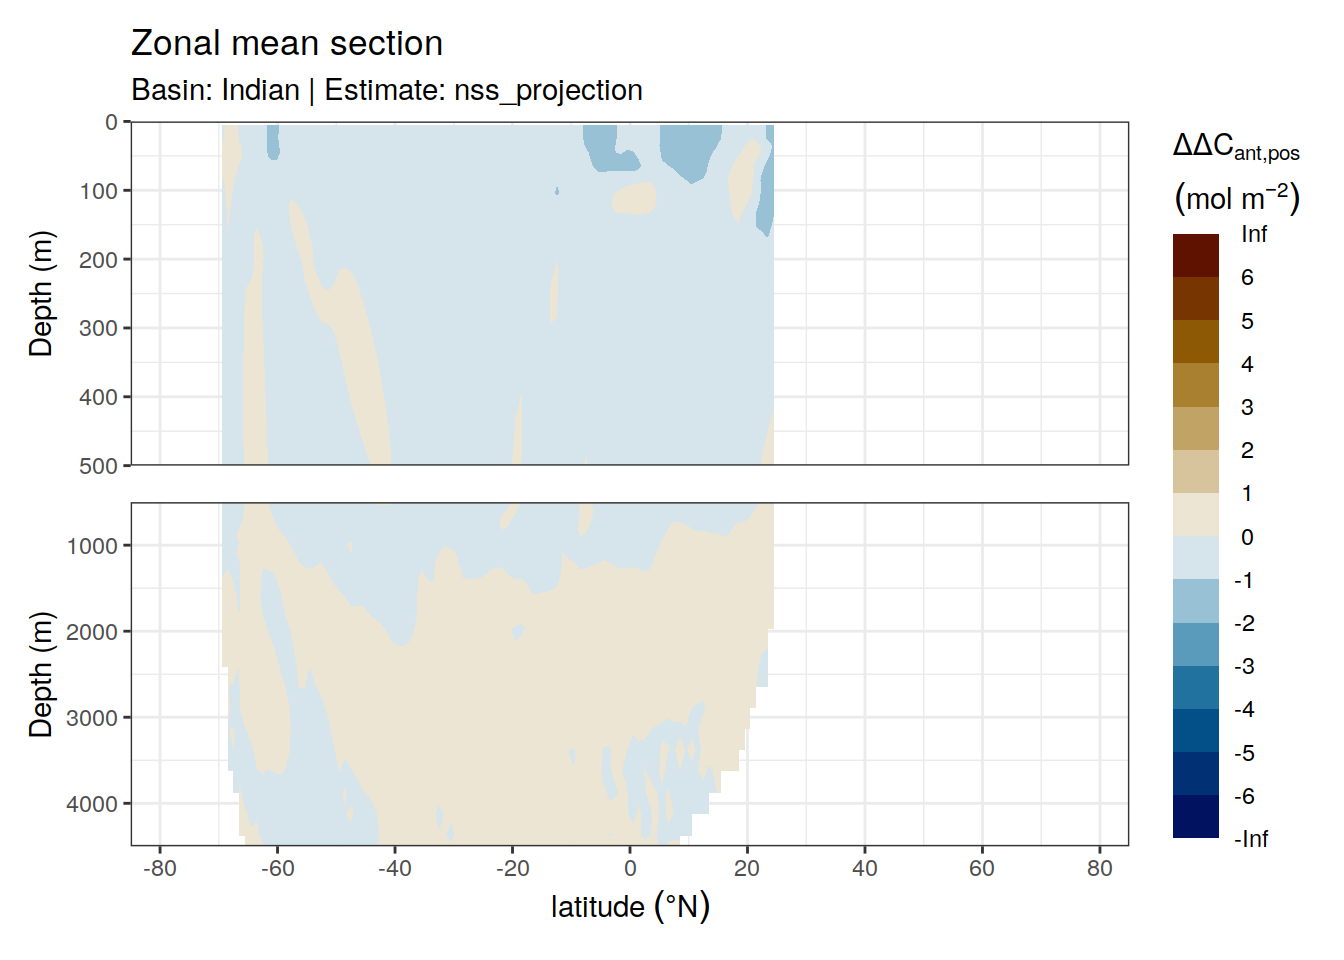 Zonal mean section
Basin: Indian | Estimate: nss_projection
0
100
200
300
400
500
Depth (m)
1000
2000
3000
4000
Depth (m)
-80 -60 -40 -20 0 20 40 60 80
latitude (°N)
ΔΔC_ant,pos
(mol m⁻²)
Inf
6
5
4
3
2
1
0
-1
-2
-3
-4
-5
-6
-Inf